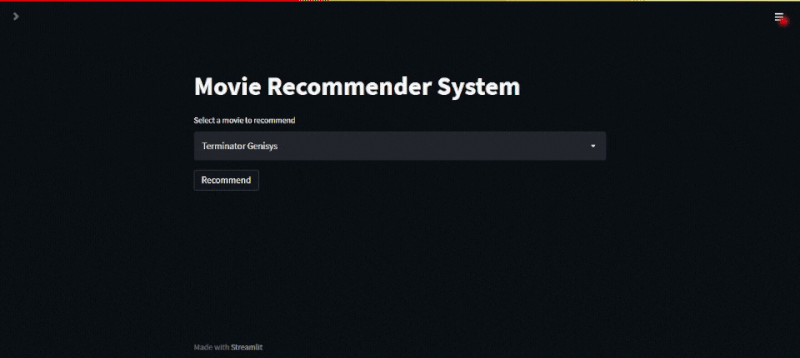 Movie Recommender System
Select a movie to recommend
Terminator Genisys
Recommend
Made with Streamlit